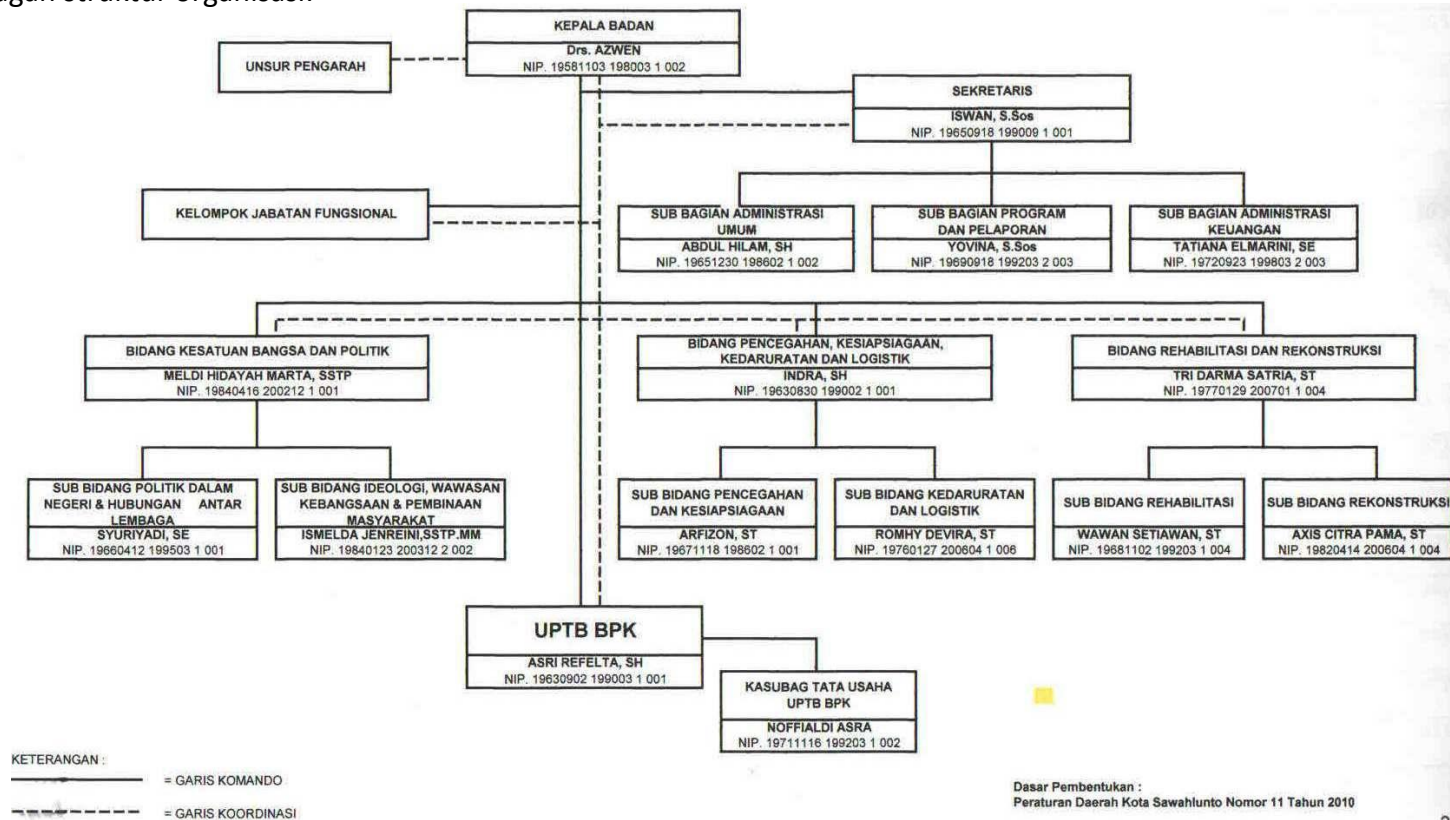 KEPALA BADAN
Drs. AZWEN
NIP. 19581103 198003 1 002
UNSUR PENGARAH
SEKRETARIS
ISWAN, S.Sos
NIP. 19650918 199009 1 001
KELOMPOK JABATAN FUNGSIONAL
SUB BAGIAN ADMINISTRASI
UMUM
ABDUL HILAM, SH
NIP. 19651230 198602 1 002
SUB BAGIAN PROGRAM
DAN PELAPORAN
YOVINA, S.Sos
NIP. 19690918 199203 2 003
SUB BAGIAN ADMINISTRASI
KEUANGAN
TATIANA ELMARINI, SE
NIP. 19720923 199803 2 003
BIDANG KESATUAN BANGSA DAN POLITIK
MELDI HIDAYAH MARTA, SSTP
NIP. 19840416 200212 1 001
BIDANG PENCEGAHAN, KESIAPSIAGAAN,
KEDARURATAN DAN LOGISTIK
INDRA, SH
NIP. 19630830 199002 1 001
BIDANG REHABILITASI DAN REKONSTRUKSI
TRI DARMA SATRIA, ST
NIP. 19770129 200701 1 004
SUB BIDANG POLITIK DALAM
NEGERI & HUBUNGAN ANTAR
LEMBAGA
SYURIYADI, SE
NIP. 19660412 199503 1 001
SUB BIDANG IDEOLOGI, WAWASAN
KEBANGSAAN & PEMBINAAN
MASYARAKAT
ISMELDA JENREINI,SSTP.MM
NIP. 19840123 200312 2 002
SUB BIDANG PENCEGAHAN
DAN KESIAPSIAGAAN
ARFIZON, ST
NIP. 19671118 198602 1 001
SUB BIDANG KEDARURATAN
DAN LOGISTIK
ROMHY DEVIRA, ST
NIP. 19760127 200604 1 006
SUB BIDANG REHABILITASI
WAWAN SETIAWAN, ST
NIP. 19681102 199203 1 004
SUB BIDANG REKONSTRUKSI
AXIS CITRA PAMA, ST
NIP. 19820414 200604 1 004
UPTB BPK
ASRI REFELTA, SH
NIP. 19630902 199003 1 001
KASUBAG TATA USAHA
UPTB BPK
NOFFIALDI ASRA
NIP. 19711116 199203 1 002
KETERANGAN :
= GARIS KOMANDO
= GARIS KOORDINASI
Dasar Pembentukan :
Peraturan Daerah Kota Sawahlunto Nomor 11 Tahun 2010